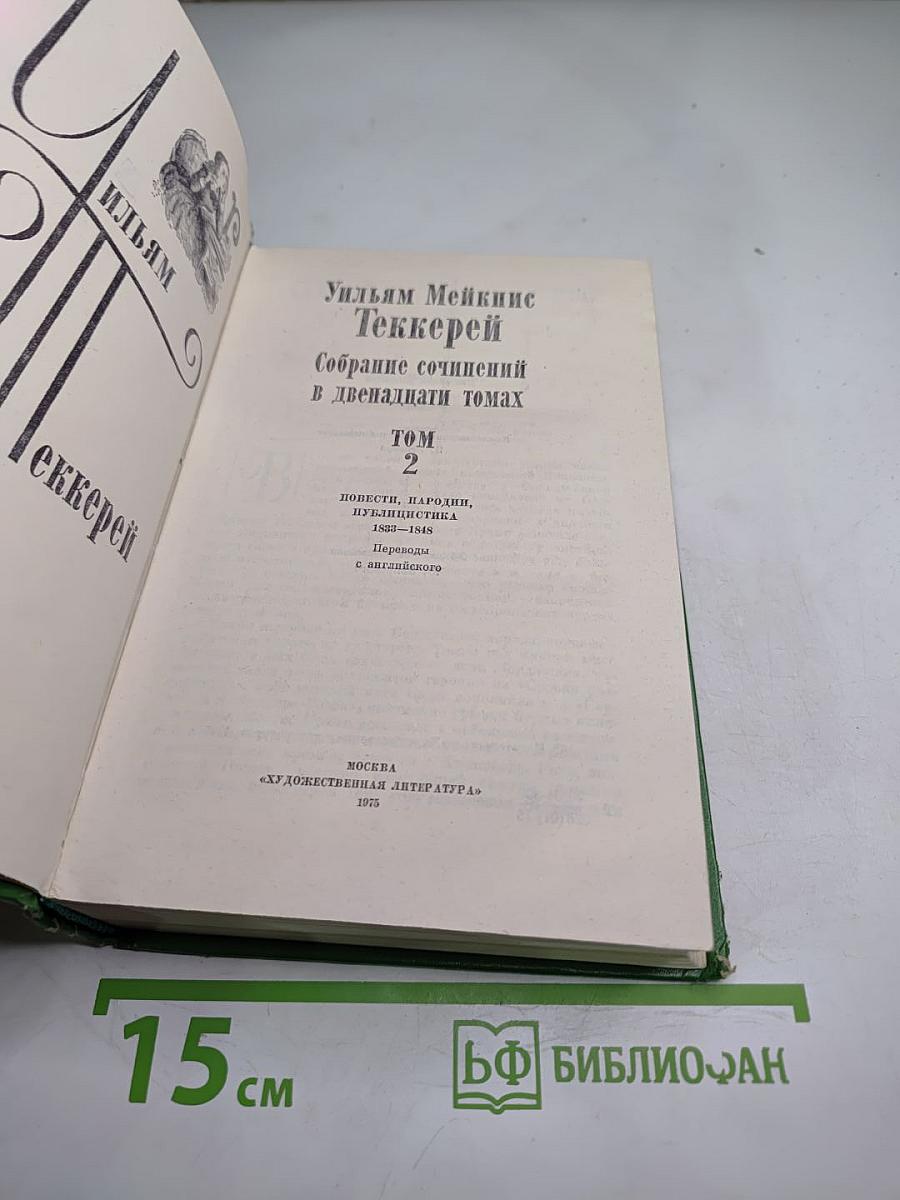 Уильям
Теккерей
Уильям Мейкпис
Теккерей
Собрание сочинений
в двенадцати томах
ТОМ
2
ПОВЕСТИ, ПАРОДИИ,
ПУБЛИЦИСТИКА
1833—1848
Переводы
с английского
МОСКВА
«ХУДОЖЕСТВЕННАЯ ЛИТЕРАТУРА»
1975
15 см
БФ БИБЛИОФАН